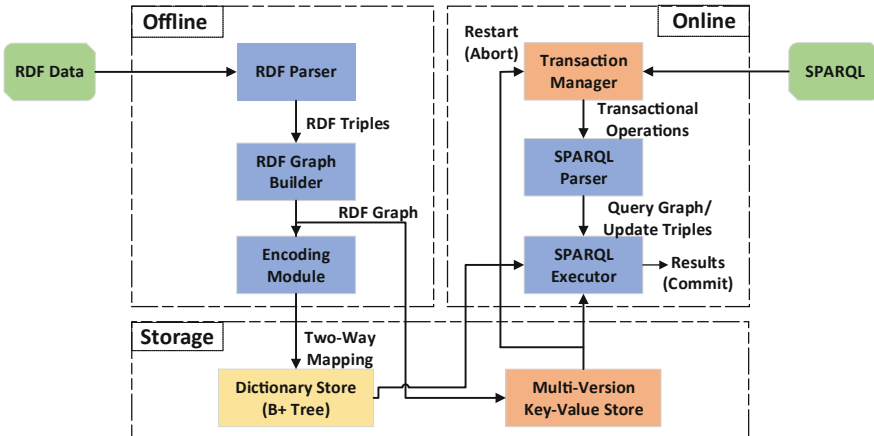 Offline
Online
RDF Data
RDF Parser
Restart
(Abort)
Transaction
Manager
SPARQL
RDF Triples
Transactional
Operations
RDF Graph
Builder
SPARQL
Parser
RDF Graph
Query Graph/
Update Triples
Encoding
Module
SPARQL
Executor
Results
(Commit)
Storage
Two-Way
Mapping
Dictionary Store
(B+ Tree)
Multi-Version
Key-Value Store